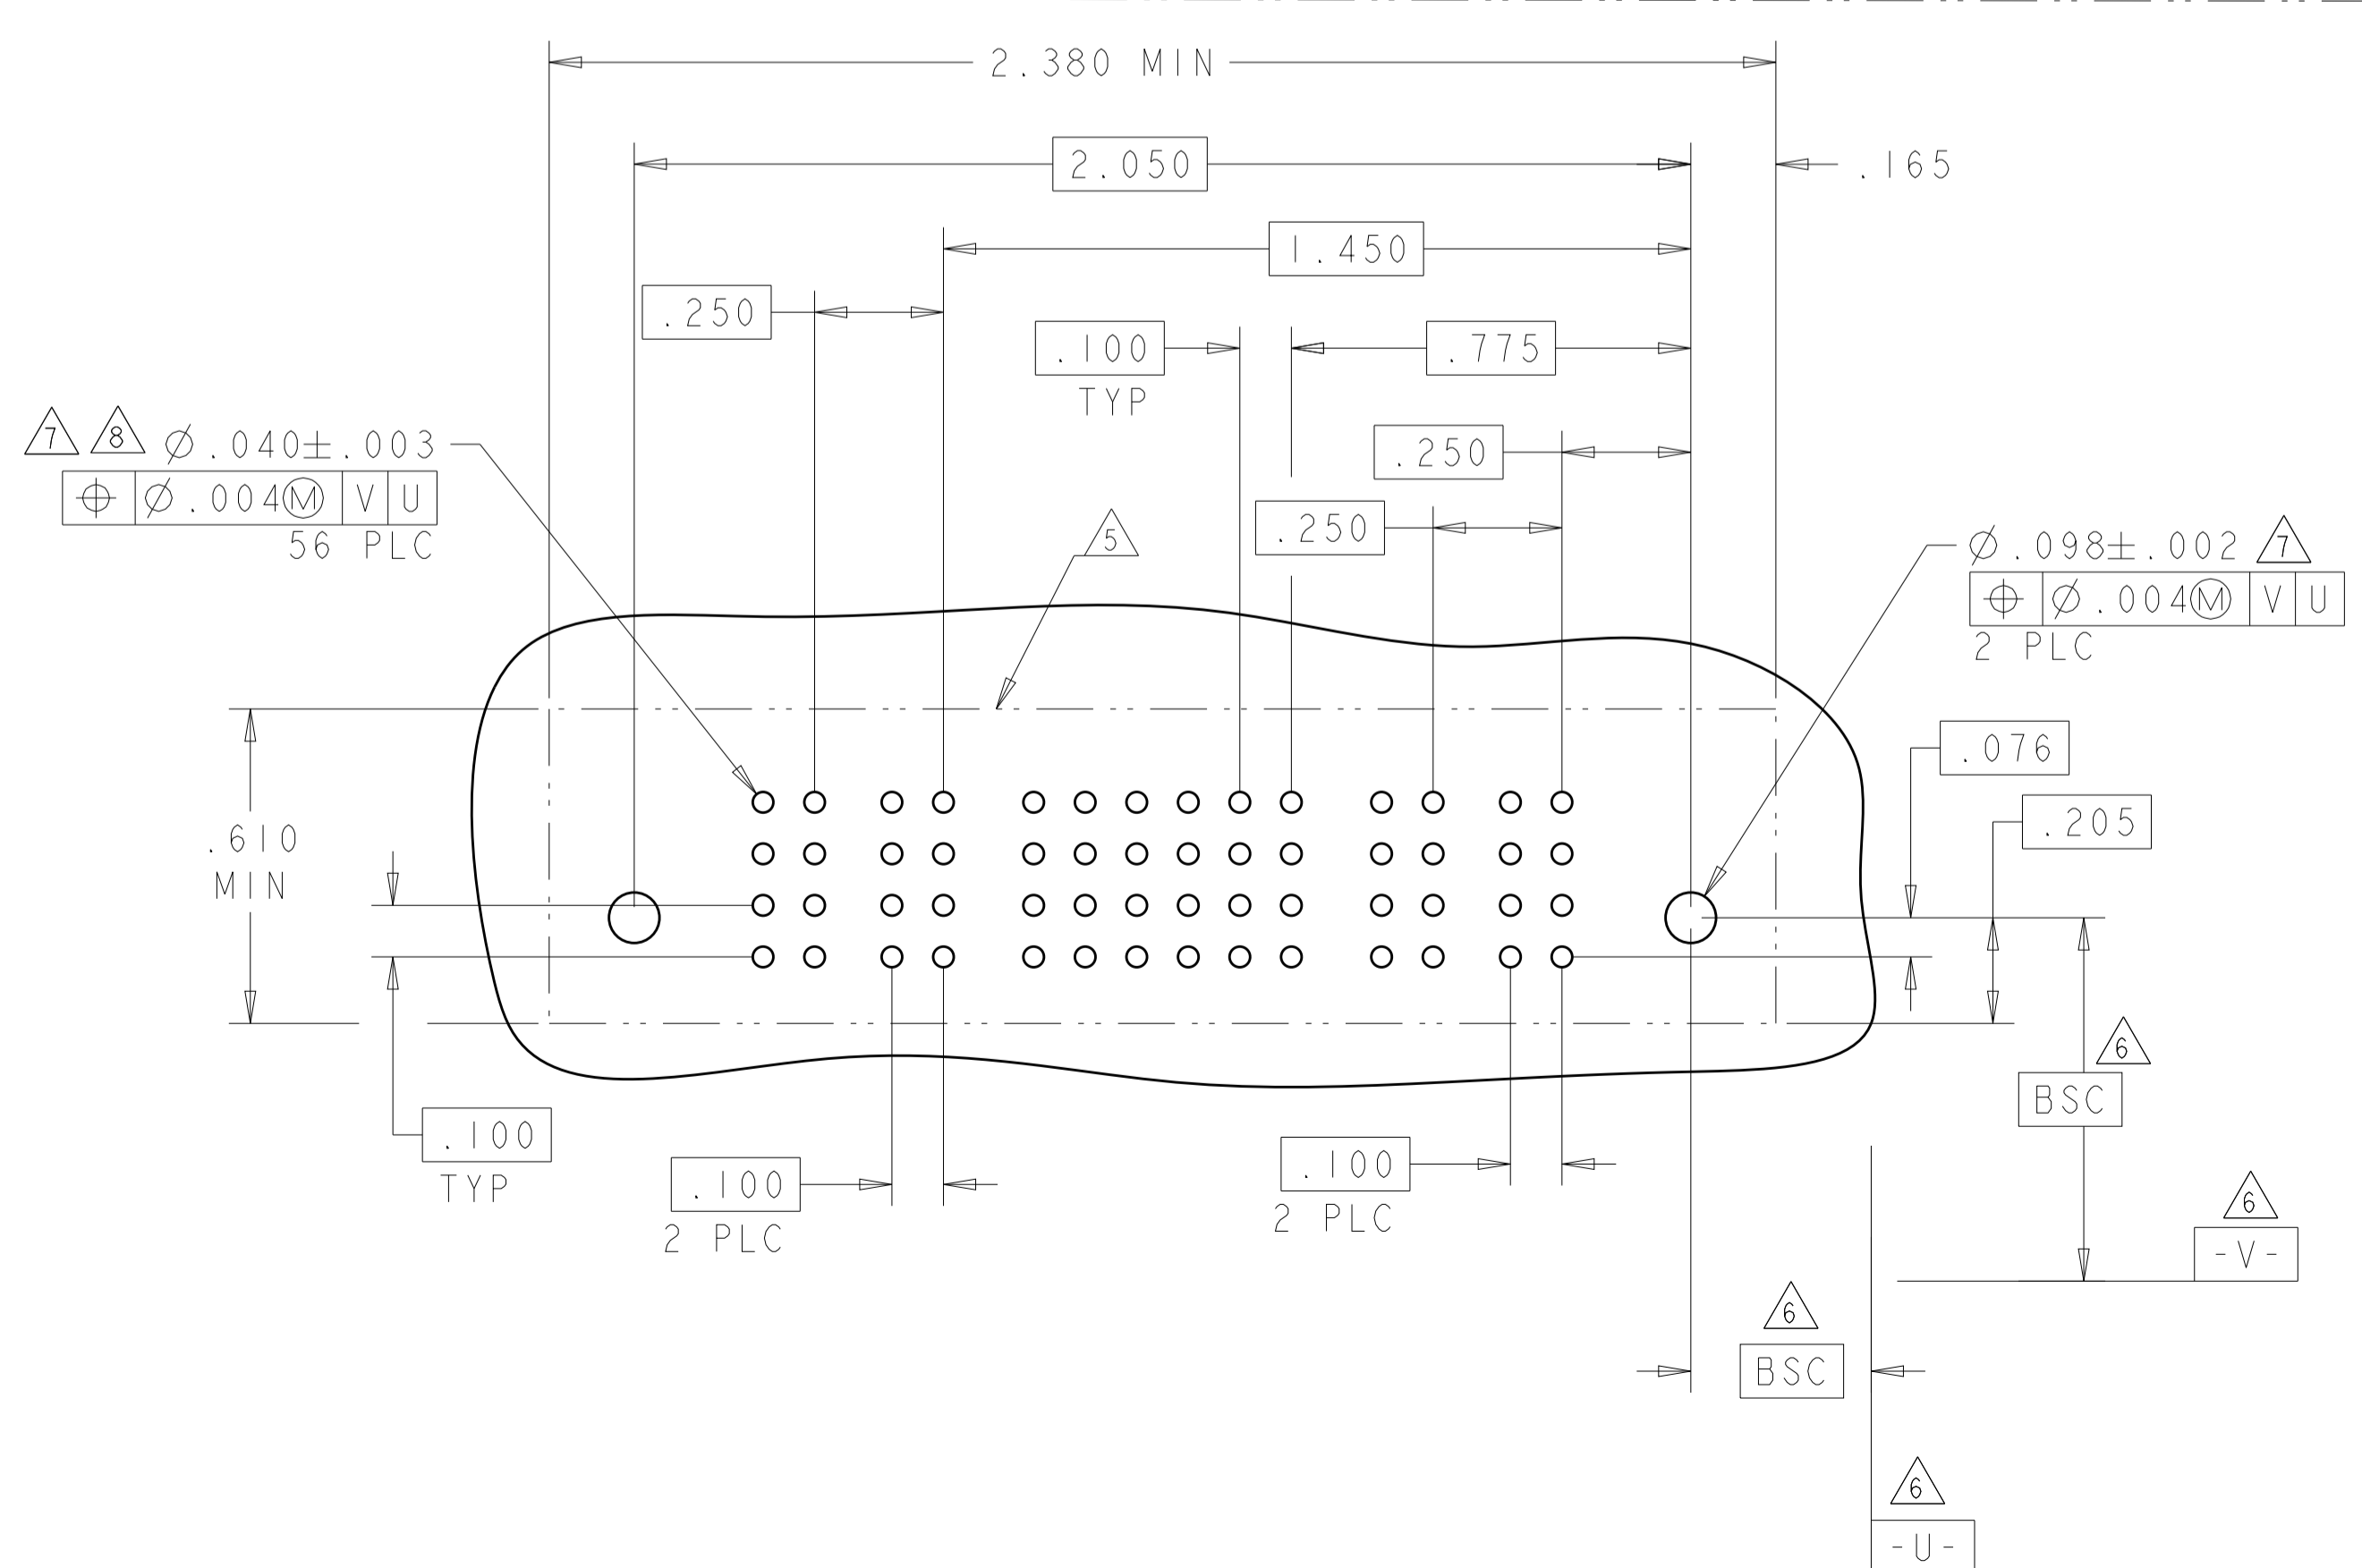 2.380 MIN
2.050
.165
1.450
.250
.100
TYP
.775
7 8 ⌀.040±.003
⌖ ⌀.004Ⓜ V U
56 PLC
.250
.250
5
⌀.098±.002 7
⌖ ⌀.004Ⓜ V U
2 PLC
.076
.205
.610
MIN
6
BSC
.100
TYP
.100
2 PLC
.100
2 PLC
6
-V-
6
BSC
6
-U-